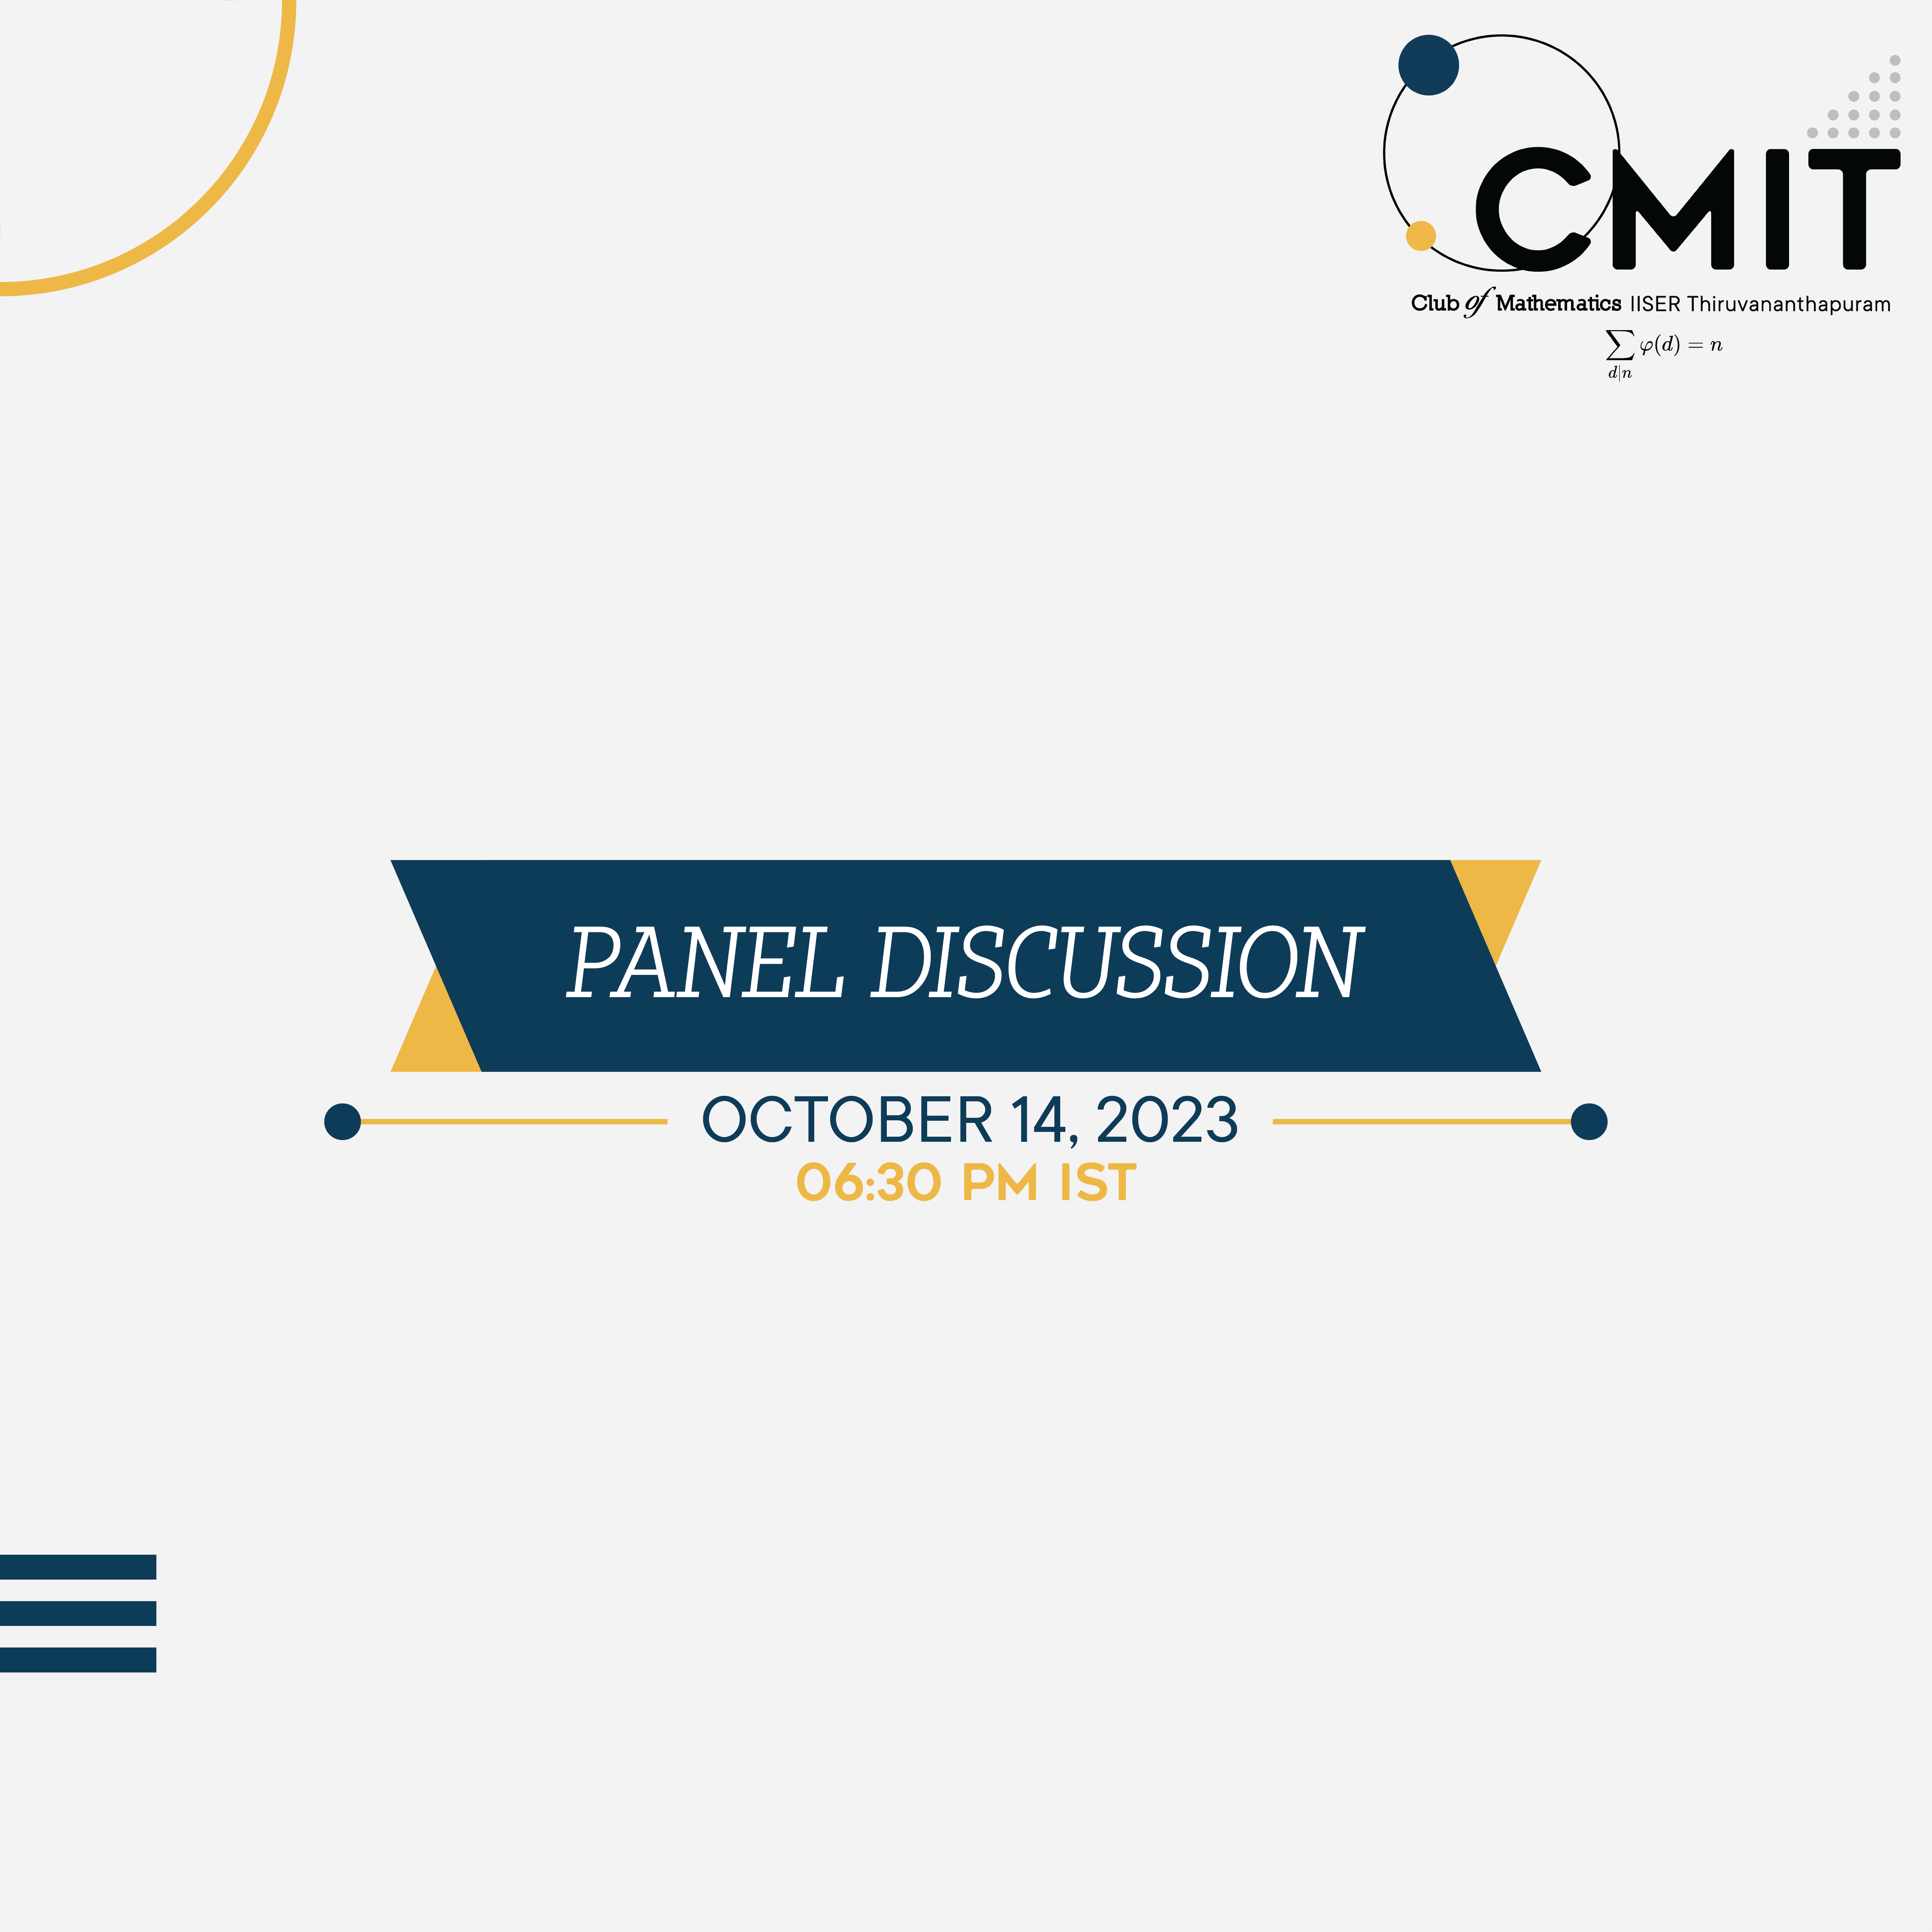 CMIT
Club of Mathematics IISER Thiruvananthapuram
∑ φ(d) = n
d|n
PANEL DISCUSSION
OCTOBER 14, 2023
06:30 PM IST